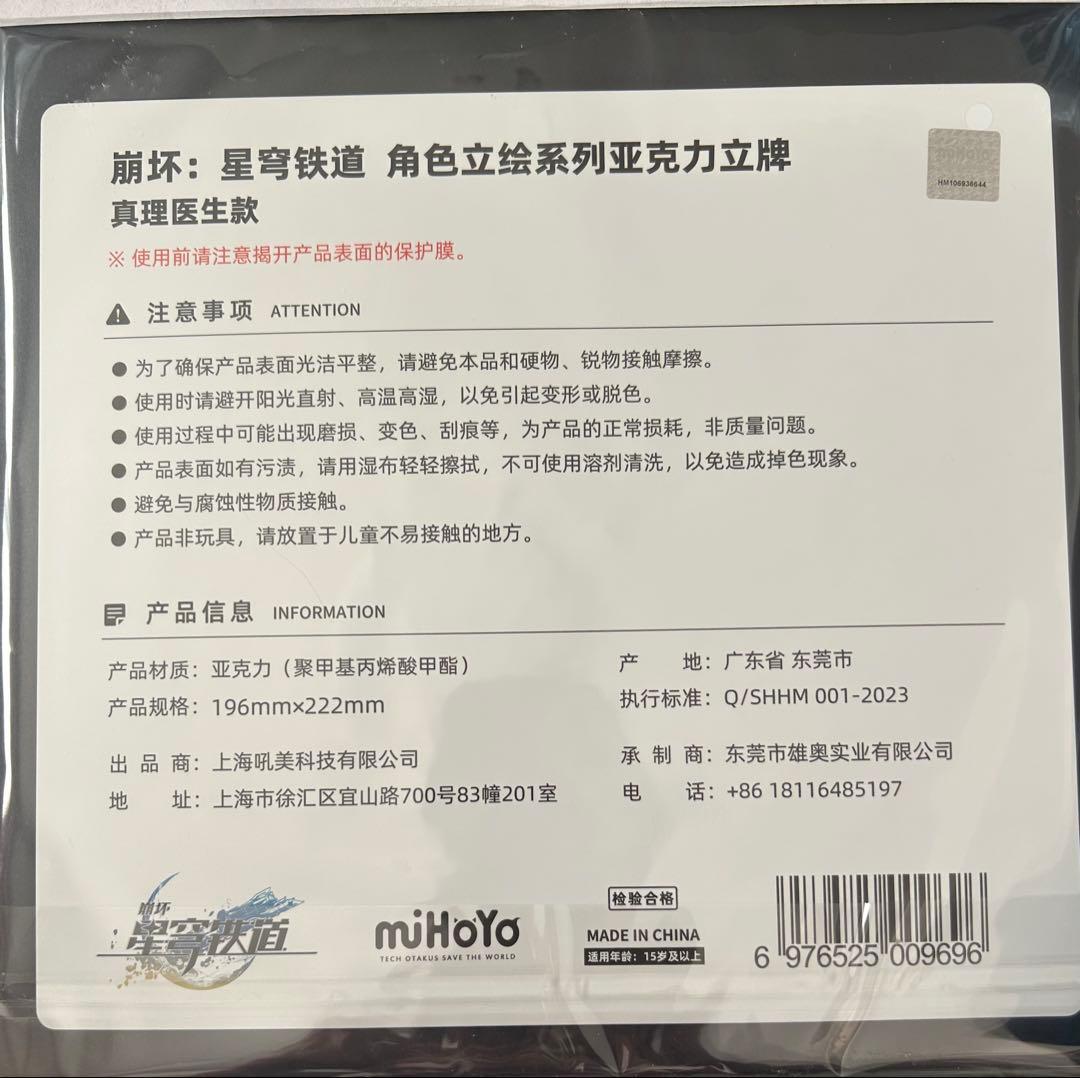 崩坏：星穹铁道 角色立绘系列亚克力立牌
miHoYo
HM106936644
真理医生款
※ 使用前请注意揭开产品表面的保护膜。
注意事项 ATTENTION
● 为了确保产品表面光洁平整，请避免本品和硬物、锐物接触摩擦。
● 使用时请避开阳光直射、高温高湿，以免引起变形或脱色。
● 使用过程中可能出现磨损、变色、刮痕等，为产品的正常损耗，非质量问题。
● 产品表面如有污渍，请用湿布轻轻擦拭，不可使用溶剂清洗，以免造成掉色现象。
● 避免与腐蚀性物质接触。
● 产品非玩具，请放置于儿童不易接触的地方。
产品信息 INFORMATION
产品材质：亚克力（聚甲基丙烯酸甲酯）
产品规格：196mm×222mm
产 地：广东省 东莞市
执行标准：Q/SHHM 001-2023
出 品 商：上海吼美科技有限公司
地 址：上海市徐汇区宜山路700号83幢201室
承 制 商：东莞市雄奥实业有限公司
电 话：+86 18116485197
崩坏
星穹铁道
miHoYo
TECH OTAKUS SAVE THE WORLD
检验合格
MADE IN CHINA
适用年龄：15岁及以上
6 976525 009696